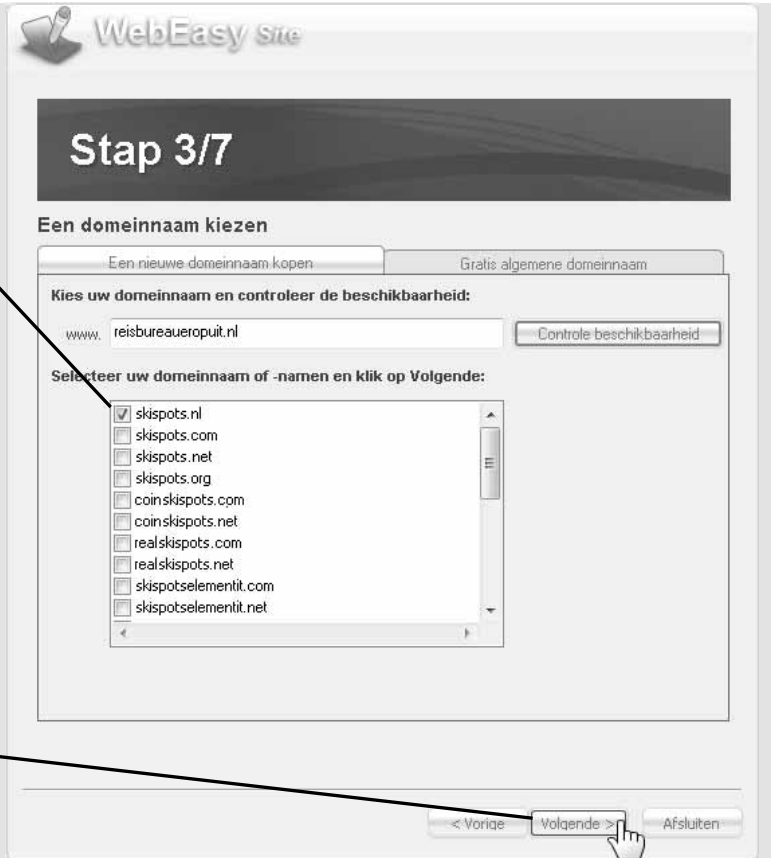 WebEasy Site
Stap 3/7
Een domeinnaam kiezen
Een nieuwe domeinnaam kopen
Gratis algemene domeinnaam
Kies uw domeinnaam en controleer de beschikbaarheid:
www. reisbureaueropuit.nl
Controle beschikbaarheid
Selecteer uw domeinnaam of -namen en klik op Volgende:
skispots.nl
skispots.com
skispots.net
skispots.org
coinskispots.com
coinskispots.net
realskispots.com
realskispots.net
skispotselementit.com
skispotselementit.net
< Vorige
Volgende >
Afsluiten